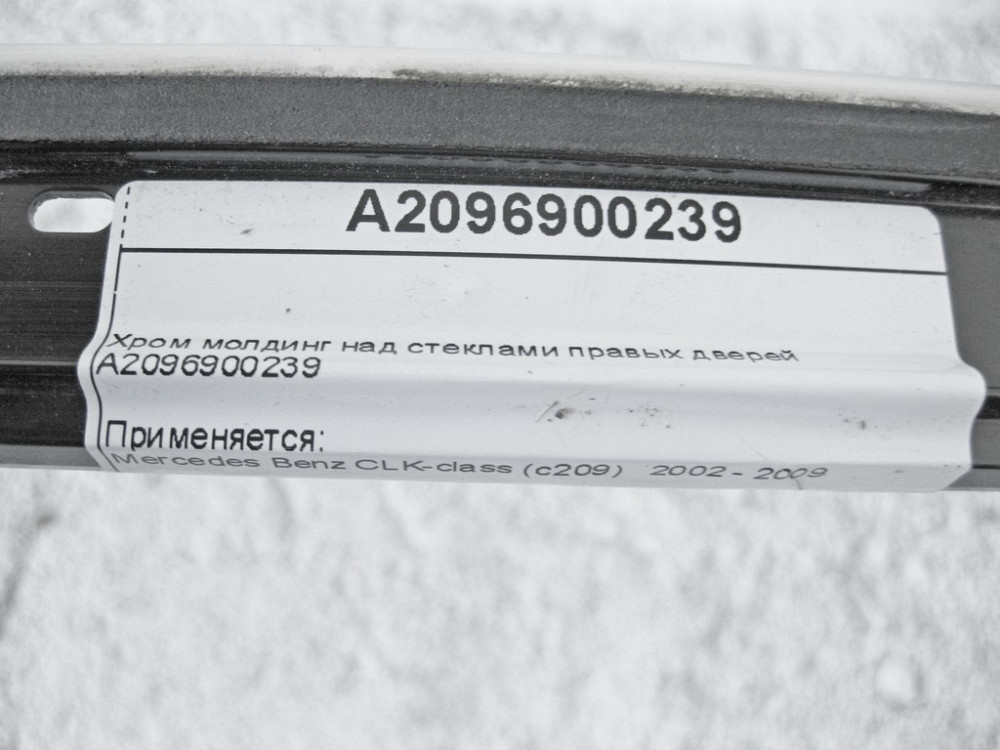 A2096900239
Хром молдинг над стеклами правых дверей
A2096900239
Применяется:
Mercedes Benz CLK-class (c209) 2002 - 2009